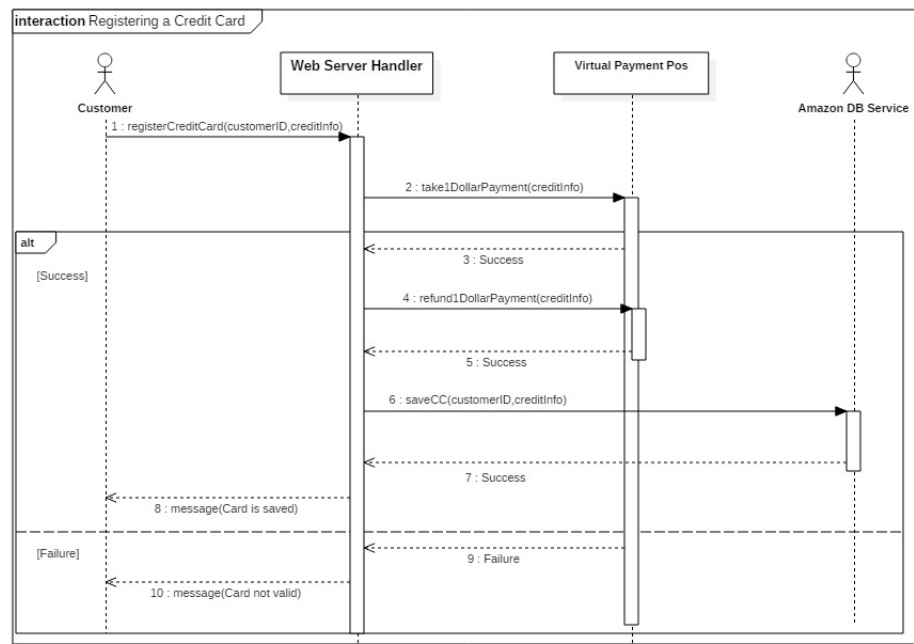 interaction Registering a Credit Card
Customer
Web Server Handler
Virtual Payment Pos
Amazon DB Service
1 : registerCreditCard(customerID,creditInfo)
2 : take1DollarPayment(creditInfo)
alt
3 : Success
[Success]
4 : refund1DollarPayment(creditInfo)
5 : Success
6 : saveCC(customerID,creditInfo)
7 : Success
8 : message(Card is saved)
[Failure]
9 : Failure
10 : message(Card not valid)